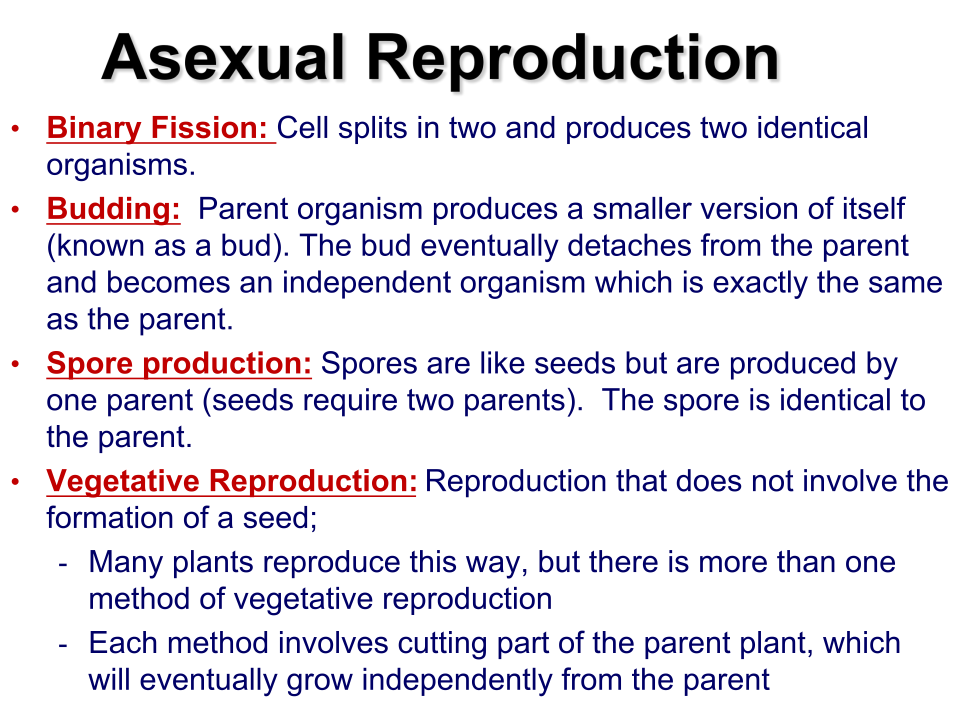 Asexual Reproduction
• Binary Fission: Cell splits in two and produces two identical
organisms.
• Budding:  Parent organism produces a smaller version of itself
(known as a bud). The bud eventually detaches from the parent
and becomes an independent organism which is exactly the same
as the parent.
• Spore production: Spores are like seeds but are produced by
one parent (seeds require two parents).  The spore is identical to
the parent.
• Vegetative Reproduction: Reproduction that does not involve the
formation of a seed;
- Many plants reproduce this way, but there is more than one
method of vegetative reproduction
- Each method involves cutting part of the parent plant, which
will eventually grow independently from the parent